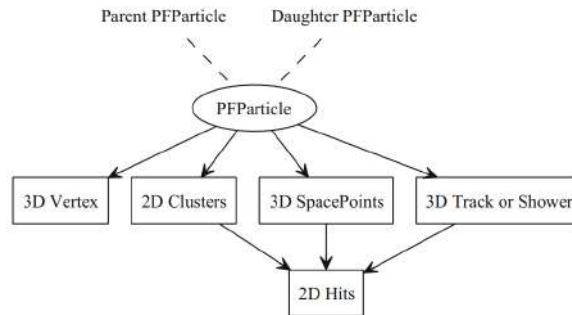 Parent PFParticle
Daughter PFParticle
PFParticle
3D Vertex
2D Clusters
3D SpacePoints
3D Track or Shower
2D Hits